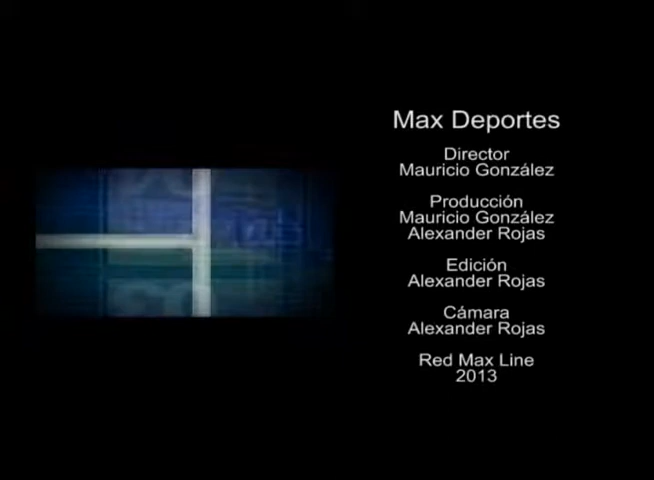 Max Deportes
Director
Mauricio González
Producción
Mauricio González
Alexander Rojas
Edición
Alexander Rojas
Cámara
Alexander Rojas
Red Max Line
2013